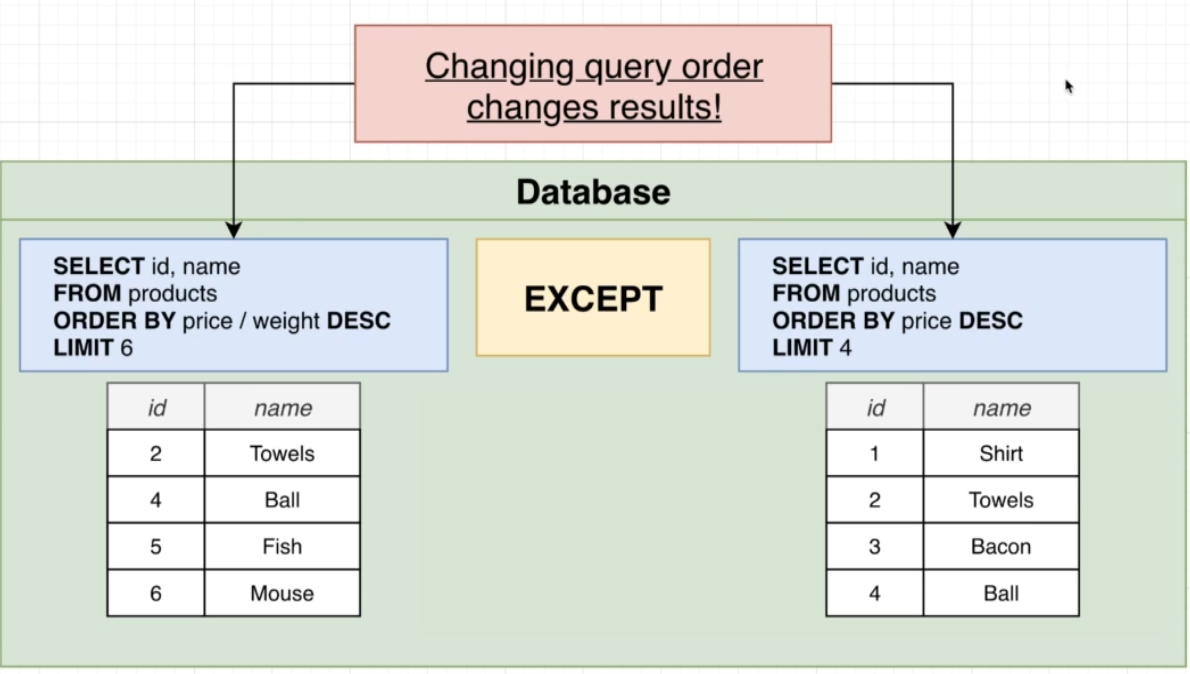 Changing query order
changes results!
Database
SELECT id, name
FROM products
ORDER BY price / weight DESC
LIMIT 6
EXCEPT
SELECT id, name
FROM products
ORDER BY price DESC
LIMIT 4
id name
2 Towels
4 Ball
5 Fish
6 Mouse
id name
1 Shirt
2 Towels
3 Bacon
4 Ball